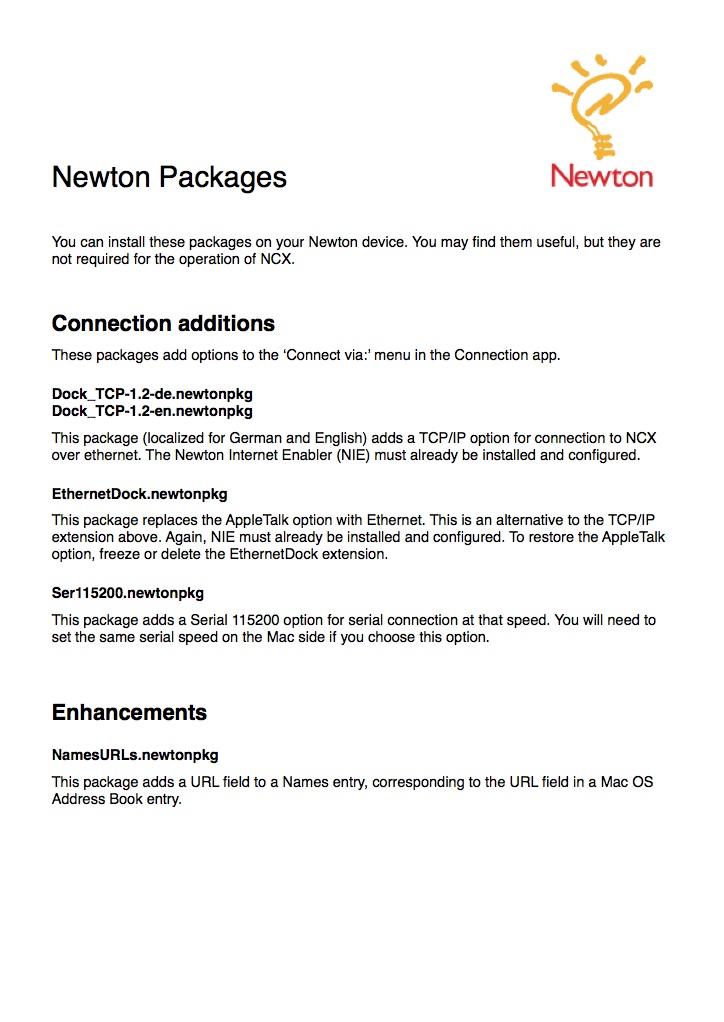 Newton
Newton Packages
You can install these packages on your Newton device. You may find them useful, but they are
not required for the operation of NCX.
Connection additions
These packages add options to the ‘Connect via:’ menu in the Connection app.
Dock_TCP-1.2-de.newtonpkg
Dock_TCP-1.2-en.newtonpkg
This package (localized for German and English) adds a TCP/IP option for connection to NCX
over ethernet. The Newton Internet Enabler (NIE) must already be installed and configured.
EthernetDock.newtonpkg
This package replaces the AppleTalk option with Ethernet. This is an alternative to the TCP/IP
extension above. Again, NIE must already be installed and configured. To restore the AppleTalk
option, freeze or delete the EthernetDock extension.
Ser115200.newtonpkg
This package adds a Serial 115200 option for serial connection at that speed. You will need to
set the same serial speed on the Mac side if you choose this option.
Enhancements
NamesURLs.newtonpkg
This package adds a URL field to a Names entry, corresponding to the URL field in a Mac OS
Address Book entry.